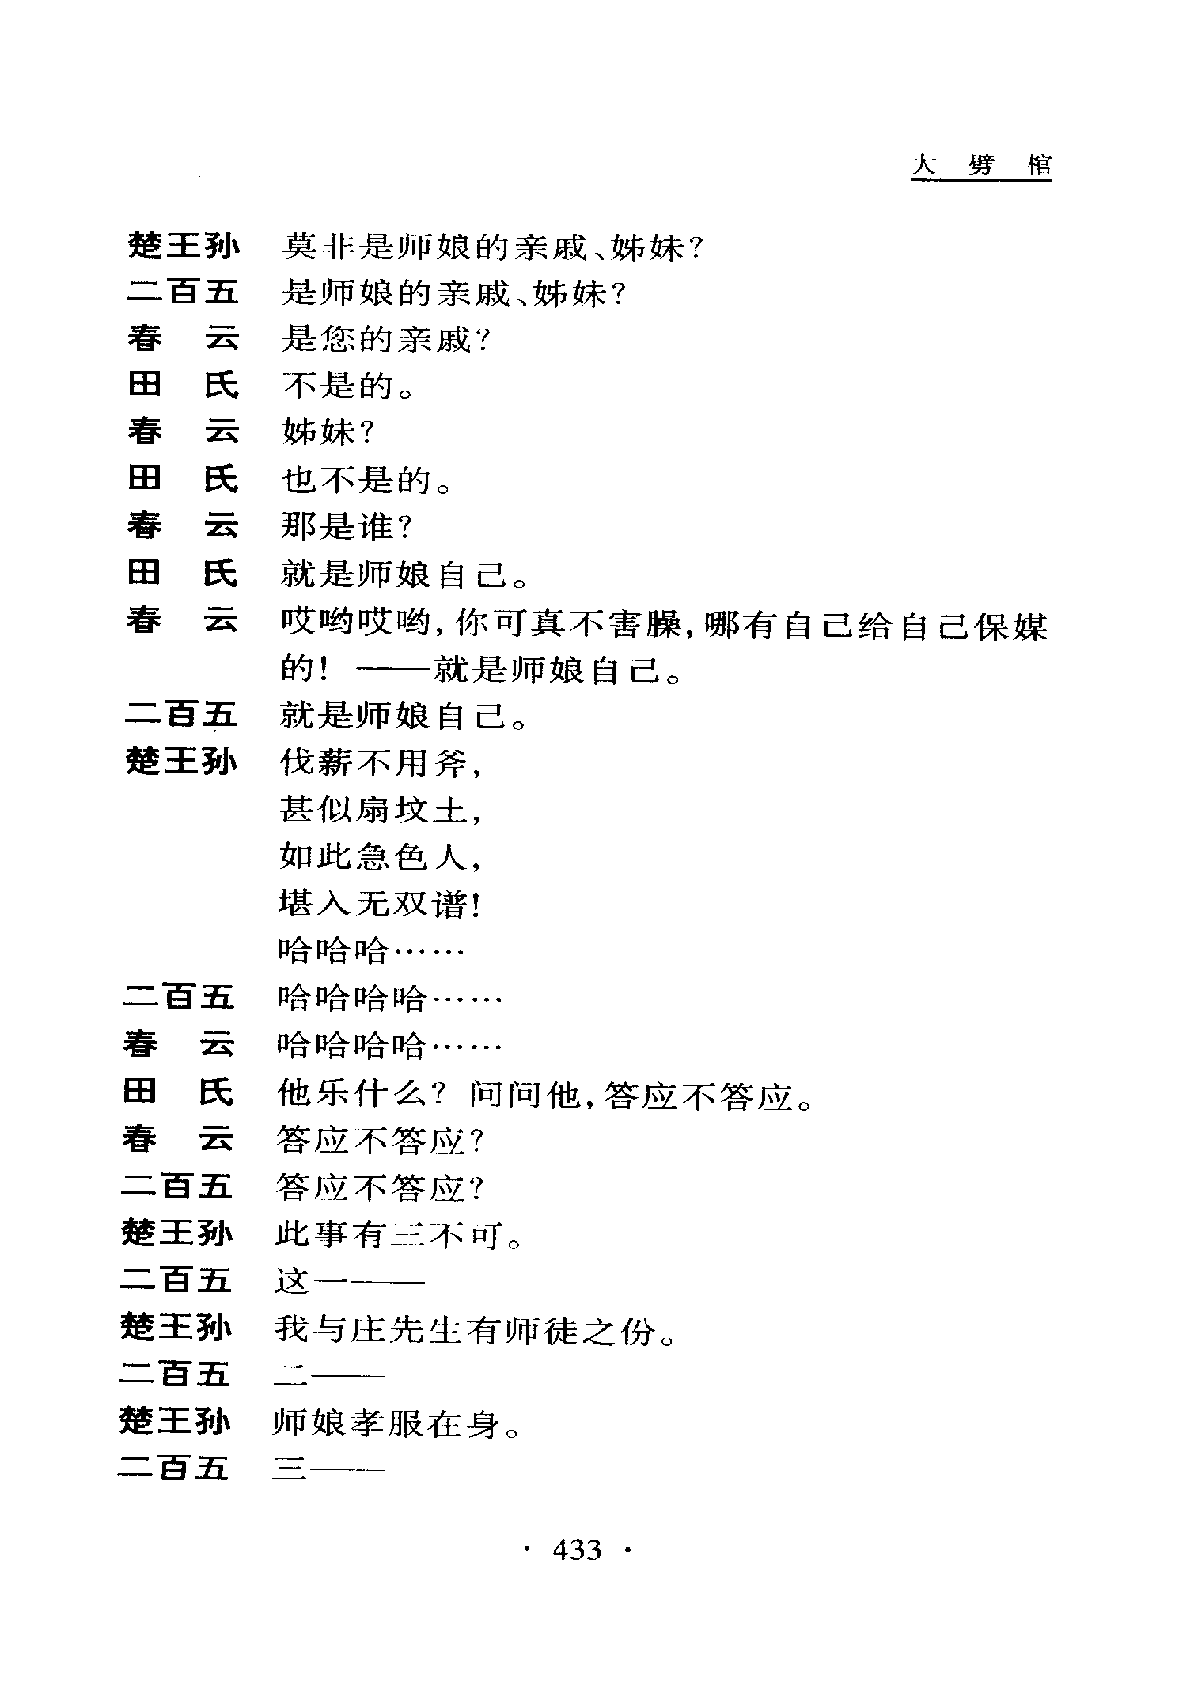 大劈棺
楚王孙 莫非是师娘的亲戚、姊妹?
二百五 是师娘的亲戚、姊妹?
春云 是您的亲戚?
田氏 不是的。
春云 姊妹?
田氏 也不是的。
春云 那是谁?
田氏 就是师娘自己。
春云 哎哟哎哟,你可真不害臊,哪有自己给自己保媒
的! ——就是师娘自己。
二百五 就是师娘自己。
楚王孙 伐薪不用斧,
甚似扇坟土,
如此急色人,
堪入无双谱!
哈哈哈……
二百五 哈哈哈哈……
春云 哈哈哈哈……
田氏 他乐什么? 问问他,答应不答应。
春云 答应不答应?
二百五 答应不答应?
楚王孙 此事有三不可。
二百五 这一——
楚王孙 我与庄先生有师徒之份。
二百五 二——
楚王孙 师娘孝服在身。
二百五 三——
· 433 ·